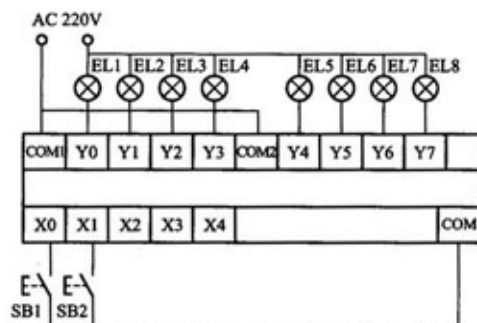 AC 220V
EL1 EL2 EL3 EL4 EL5 EL6 EL7 EL8
COM1 Y0 Y1 Y2 Y3 COM2 Y4 Y5 Y6 Y7
X0 X1 X2 X3 X4 COM
SB1 SB2